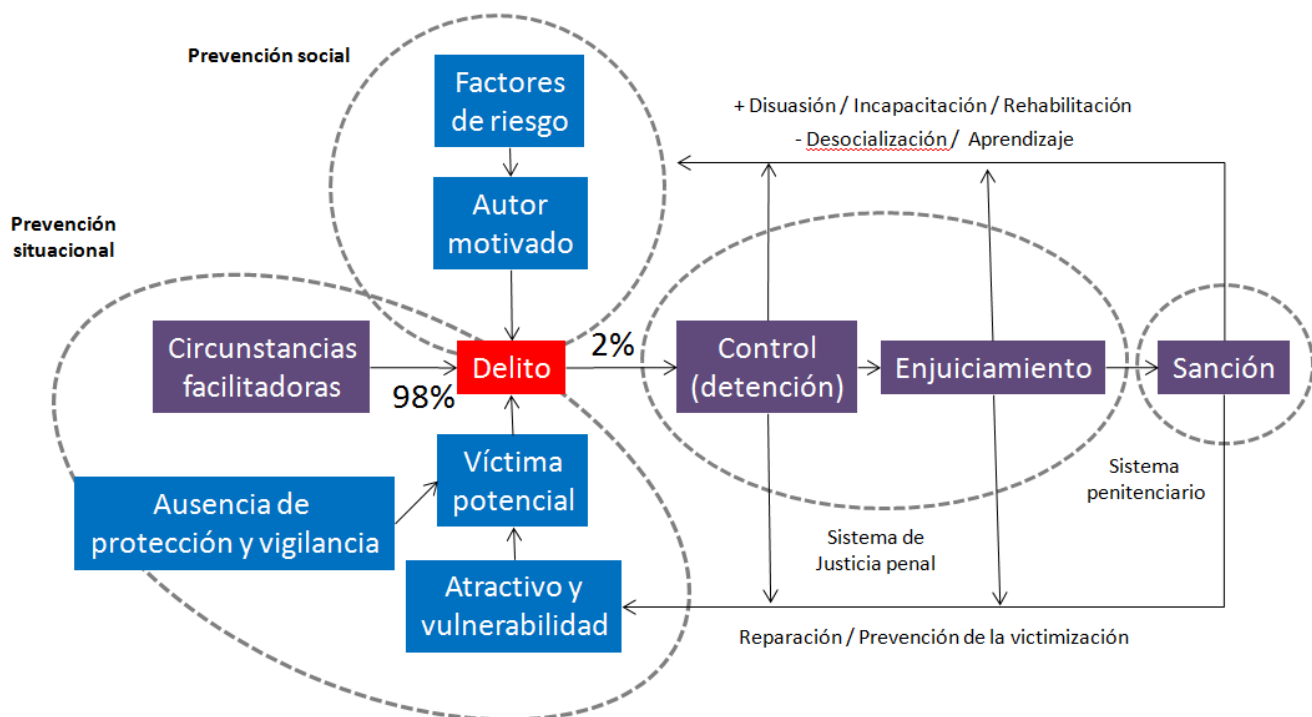 Prevención social
Factores
de riesgo
+ Disuasión / Incapacitación / Rehabilitación
- Desocialización / Aprendizaje
Autor
motivado
Prevención
situacional
Circunstancias
facilitadoras
98%
Delito
2%
Control
(detención)
Enjuiciamiento
Sanción
Víctima
potencial
Ausencia de
protección y vigilancia
Sistema
penitenciario
Sistema de
Justicia penal
Atractivo y
vulnerabilidad
Reparación / Prevención de la victimización